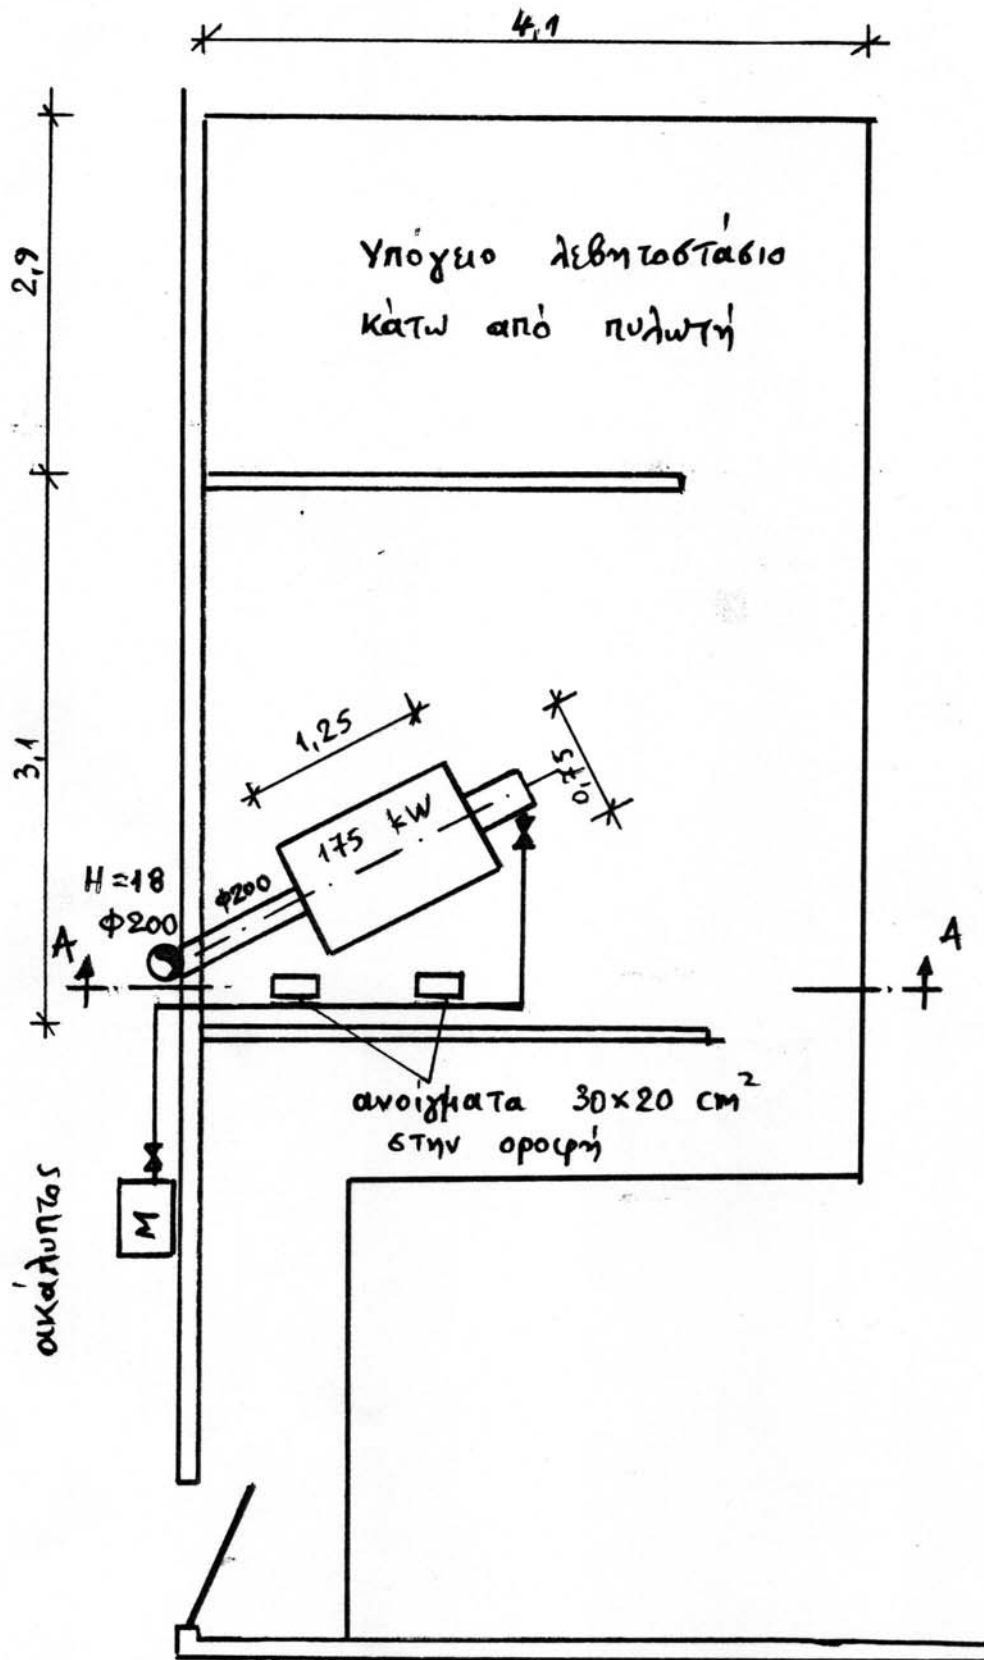 4,1
2,9
Υπόγειο λεβητοστάσιο
κάτω από πυλωτή
3,1
1,25
0,75
175 kW
H=18
Φ200
φ200
A
A
ανοίγματα 30×20 cm²
στην οροφή
M
ακάλυπτος